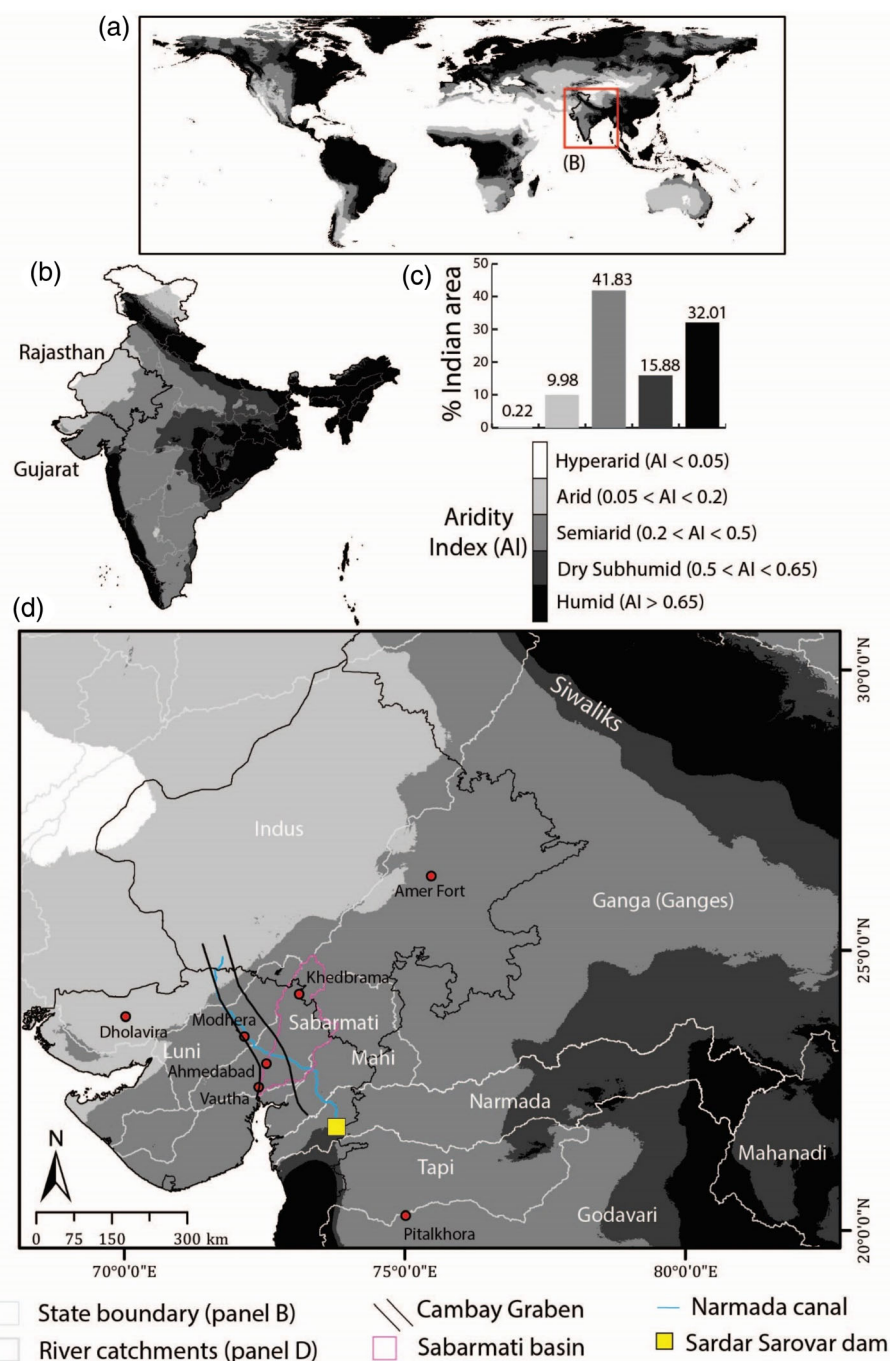 (a)
(B)
(b)
Rajasthan
Gujarat
(c)
% Indian area
50
40
30
20
10
0
0.22
9.98
41.83
15.88
32.01
Aridity
Index (AI)
Hyperarid (AI < 0.05)
Arid (0.05 < AI < 0.2)
Semiarid (0.2 < AI < 0.5)
Dry Subhumid (0.5 < AI < 0.65)
Humid (AI > 0.65)
(d)
Siwaliks
Indus
Amer Fort
Ganga (Ganges)
Khedbrama
Dholavira
Modhera
Sabarmati
Luni
Mahi
Ahmedabad
Vautha
Narmada
Mahanadi
Tapi
Godavari
Pitalkhora
N
0 75 150 300 km
30°0'0"N
25°0'0"N
20°0'0"N
70°0'0"E 75°0'0"E 80°0'0"E
State boundary (panel B)
River catchments (panel D)
Cambay Graben
Sabarmati basin
Narmada canal
Sardar Sarovar dam